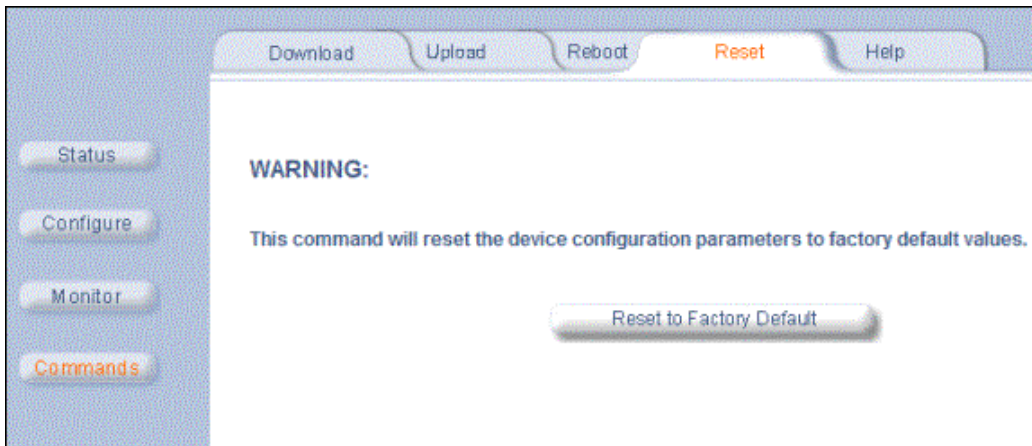 Download Upload Reboot Reset Help
Status
Configure
Monitor
Commands
WARNING:
This command will reset the device configuration parameters to factory default values.
Reset to Factory Default